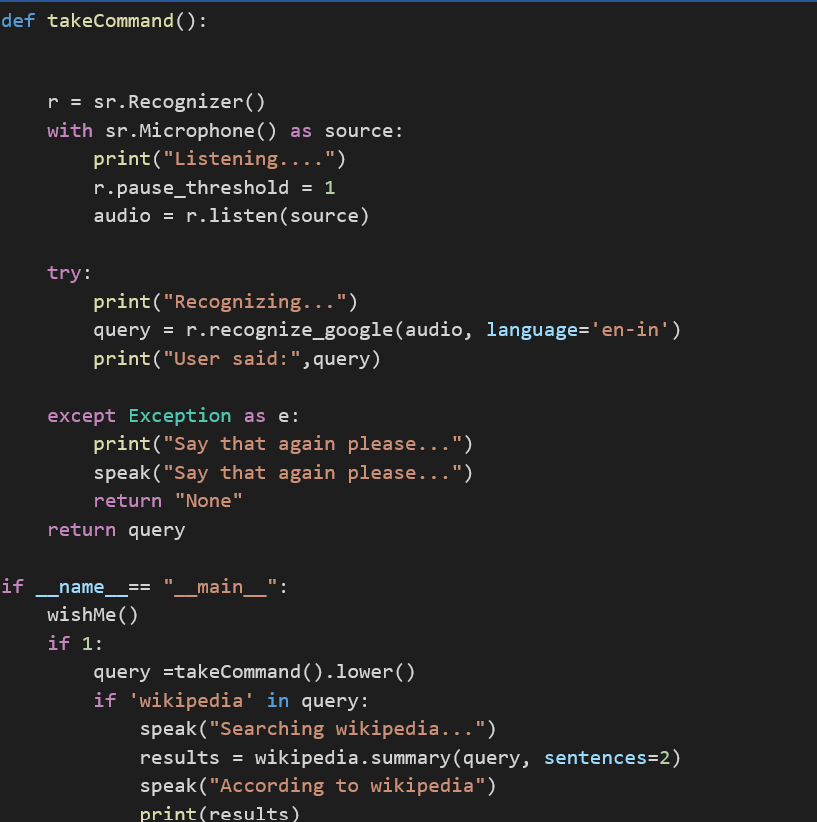 def takeCommand():
    r = sr.Recognizer()
    with sr.Microphone() as source:
        print("Listening....")
        r.pause_threshold = 1
        audio = r.listen(source)
    try:
        print("Recognizing...")
        query = r.recognize_google(audio, language='en-in')
        print("User said:",query)
    except Exception as e:
        print("Say that again please...")
        speak("Say that again please...")
        return "None"
    return query
if __name__== "__main__":
    wishMe()
    if 1:
        query =takeCommand().lower()
        if 'wikipedia' in query:
            speak("Searching wikipedia...")
            results = wikipedia.summary(query, sentences=2)
            speak("According to wikipedia")
            print(results)